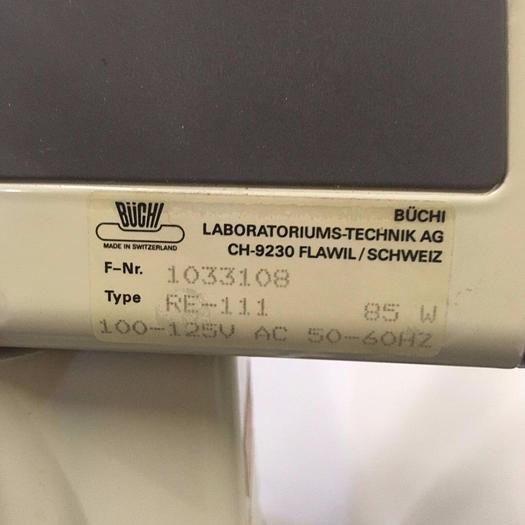 BÜCHI
MADE IN SWITZERLAND
BÜCHI
LABORATORIUMS-TECHNIK AG
CH-9230 FLAWIL/SCHWEIZ
F-Nr. 1033108
Type RE-111 85 W
100-125V AC 50-60HZ